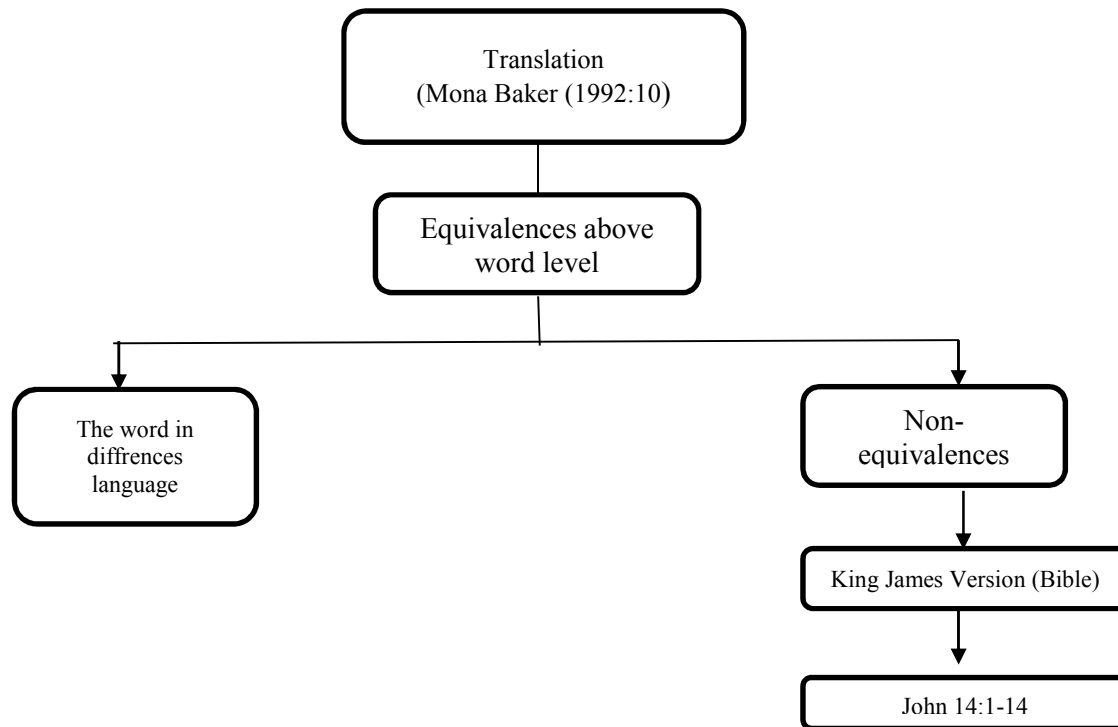 Translation
(Mona Baker (1992:10)
Equivalences above
word level
The word in
diffrences
language
Non-
equivalences
King James Version (Bible)
John 14:1-14